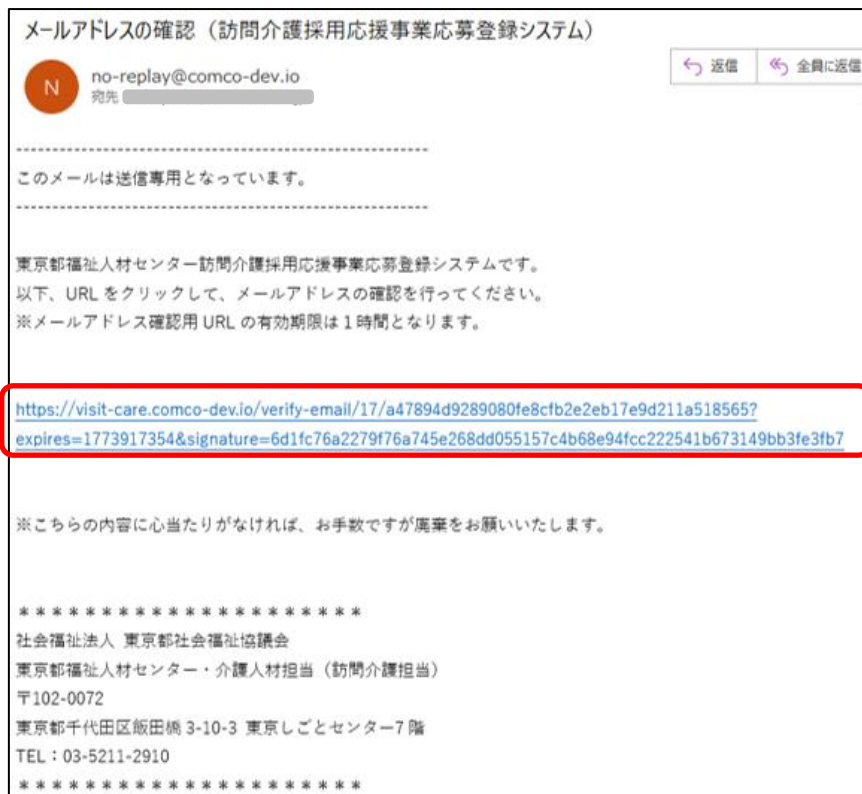 メールアドレスの確認（訪問介護採用応援事業応募登録システム）
N
no-replay@comco-dev.io
宛先
返信
全員に返信
---------------------------------------------------------
このメールは送信専用となっています。
---------------------------------------------------------
東京都福祉人材センター訪問介護採用応援事業応募登録システムです。
以下、URL をクリックして、メールアドレスの確認を行ってください。
※メールアドレス確認用 URL の有効期限は１時間となります。
https://visit-care.comco-dev.io/verify-email/17/a47894d9289080fe8cfb2e2eb17e9d211a518565?
expires=1773917354&signature=6d1fc76a2279f76a745e268dd055157c4b68e94fcc222541b673149bb3fe3fb7
※こちらの内容に心当たりがなければ、お手数ですが廃棄をお願いいたします。
＊＊＊＊＊＊＊＊＊＊＊＊＊＊＊＊＊＊＊＊＊
社会福祉法人 東京都社会福祉協議会
東京都福祉人材センター・介護人材担当（訪問介護担当）
〒102-0072
東京都千代田区飯田橋 3-10-3 東京しごとセンター7 階
TEL：03-5211-2910
＊＊＊＊＊＊＊＊＊＊＊＊＊＊＊＊＊＊＊＊＊